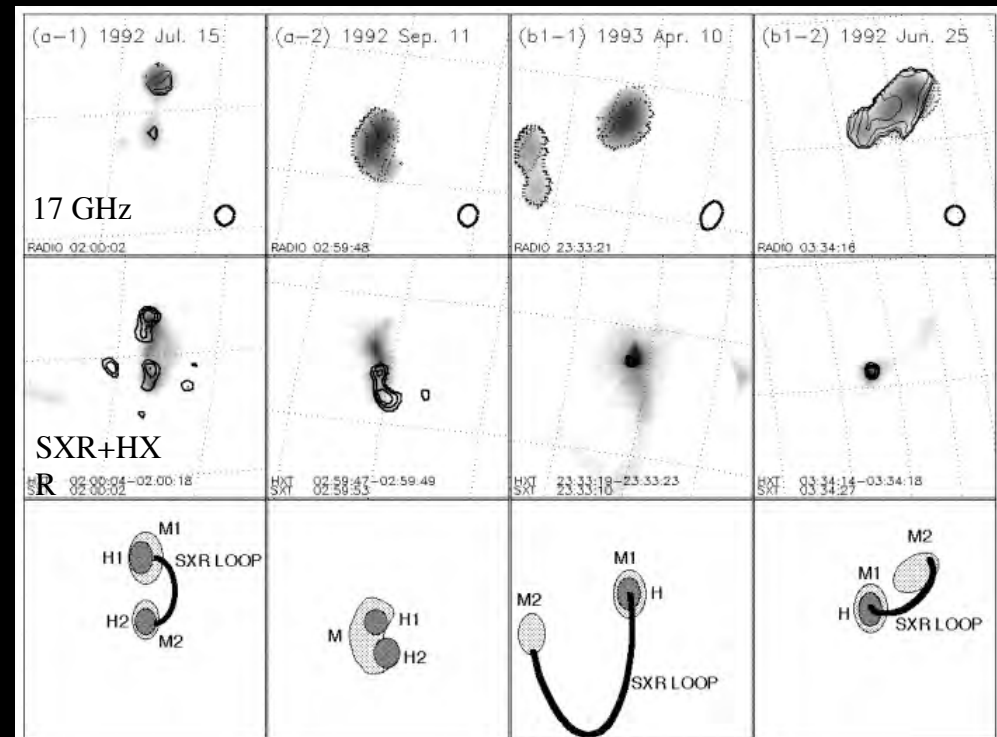 (a-1) 1992 Jul. 15
(a-2) 1992 Sep. 11
(b1-1) 1993 Apr. 10
(b1-2) 1992 Jun. 25
17 GHz
RADIO 02:00:02
RADIO 02:59:48
RADIO 23:33:21
RADIO 03:34:16
SXR+HX
R
02:00:04-02:00:18
SXT 02:00:02
HXT 02:59:47-02:59:49
SXT 02:59:53
HXT 23:33:19-23:33:23
SXT 23:33:10
HXT 03:34:14-03:34:18
SXT 03:34:27
M1
H1
SXR LOOP
H2
M2
M
H1
H2
M1
M2
H
SXR LOOP
M2
M1
H
SXR LOOP